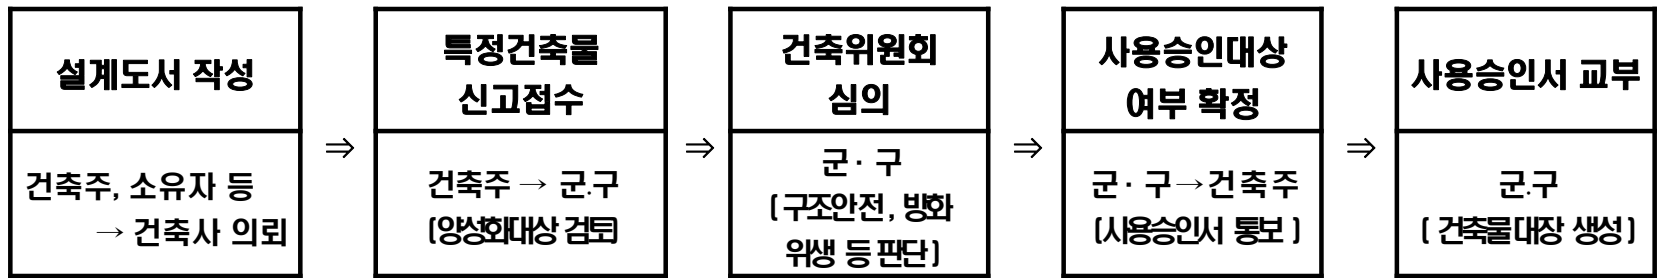 설계도서 작성
건축주, 소유자 등
→ 건축사 의뢰
⇒
특정건축물
신고접수
건축주 → 군.구
(양성화대상 검토)
⇒
건축위원회
심의
군 · 구
( 구조안전, 방화
위생 등 판단 )
⇒
사용승인대상
여부 확정
군 · 구→건 축 주
(사용승인서 통보 )
⇒
사용승인서 교부
군.구
( 건축물대장 생성)